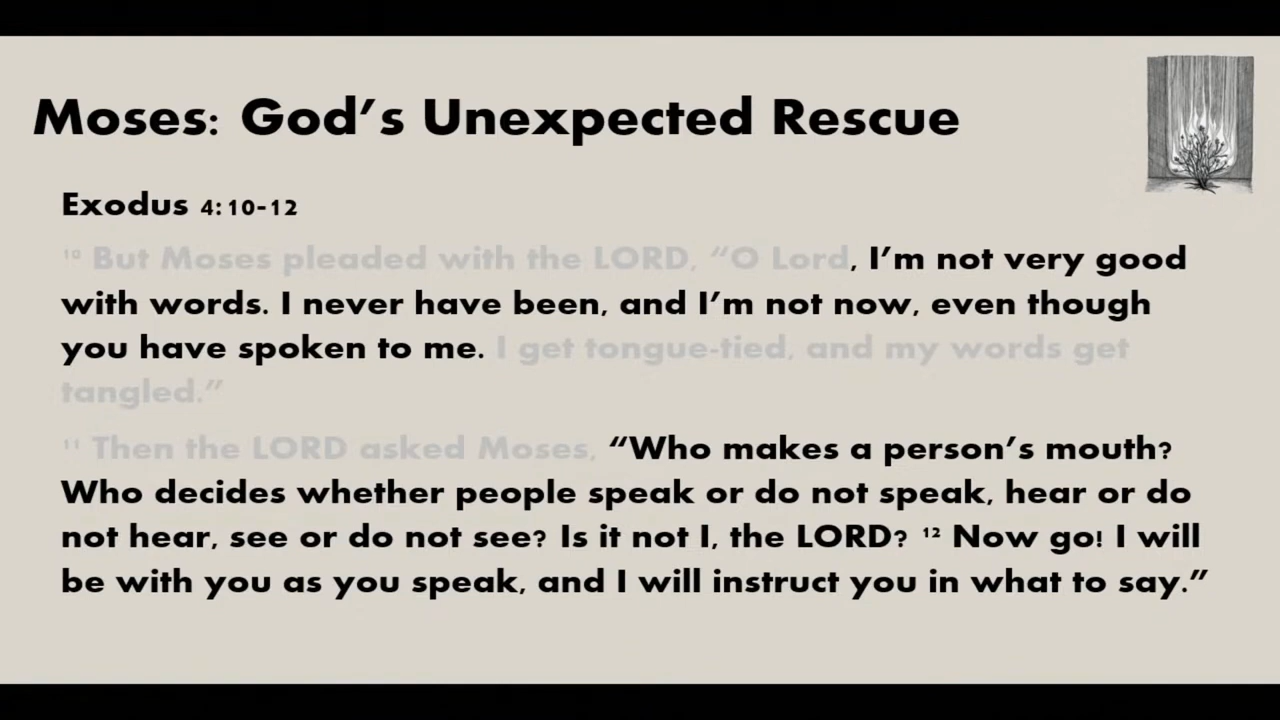 Moses: God’s Unexpected Rescue
Exodus 4:10-12
¹⁰ But Moses pleaded with the LORD, “O Lord, I’m not very good
with words. I never have been, and I’m not now, even though
you have spoken to me. I get tongue-tied, and my words get
tangled.”
¹¹ Then the LORD asked Moses, “Who makes a person’s mouth?
Who decides whether people speak or do not speak, hear or do
not hear, see or do not see? Is it not I, the LORD? ¹² Now go! I will
be with you as you speak, and I will instruct you in what to say.”